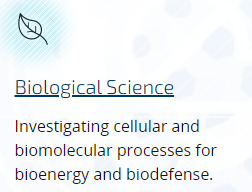 Biological Science
Investigating cellular and
biomolecular processes for
bioenergy and biodefense.